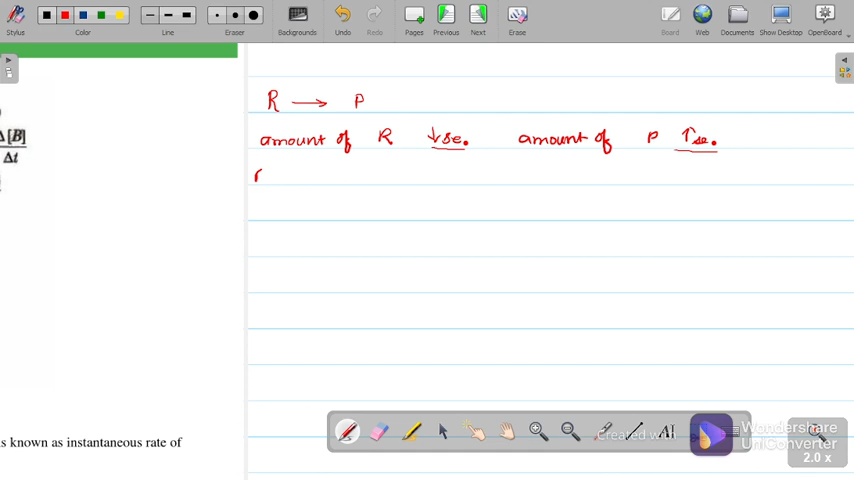 Stylus Color Line Eraser Backgrounds Undo Redo Pages Previous Next Erase Board Web Documents Show Desktop OpenBoard
R → P
Δ[B]
amount of R ↓se. amount of P ↑se.
Δt
Created with Wondershare
UniConverter
s known as instantaneous rate of
2.0 x